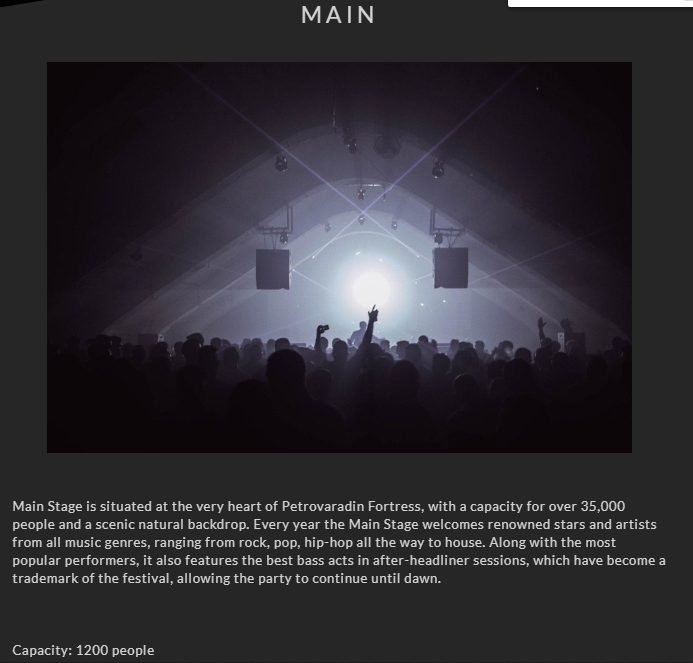 MAIN
Main Stage is situated at the very heart of Petrovaradin Fortress, with a capacity for over 35,000
people and a scenic natural backdrop. Every year the Main Stage welcomes renowned stars and artists
from all music genres, ranging from rock, pop, hip-hop all the way to house. Along with the most
popular performers, it also features the best bass acts in after-headliner sessions, which have become a
trademark of the festival, allowing the party to continue until dawn.
Capacity: 1200 people